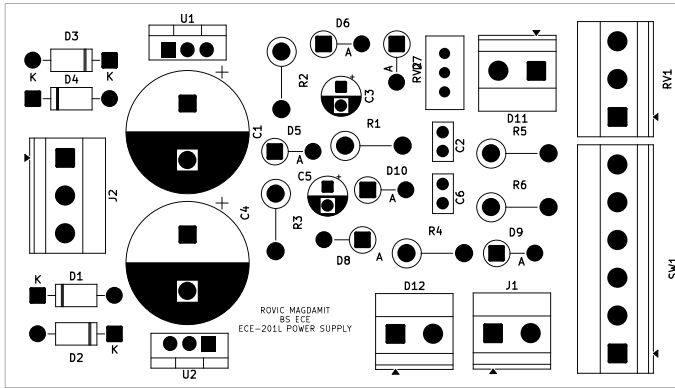 U1
D6
D3
K
K
D4
R2
A
A
RV2
D7
C3
D11
RV1
C1
D5
A
R1
C2
R5
J2
C5
D10
A
C6
R6
C4
R3
D8
A
R4
D9
A
SW1
D1
K
D2
K
U2
ROVIC MAGDAMIT
BS ECE
ECE-201L POWER SUPPLY
D12
J1